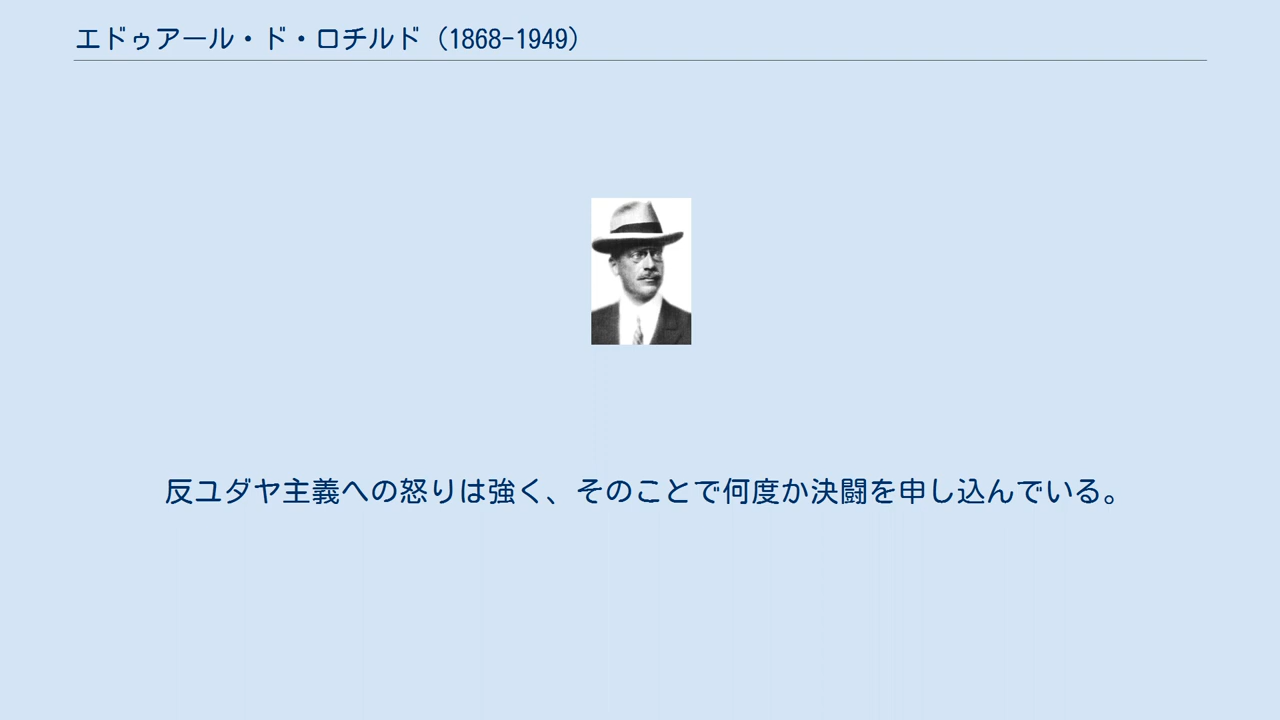 エドゥアール・ド・ロチルド（1868-1949）
反ユダヤ主義への怒りは強く、そのことで何度か決闘を申し込んでいる。